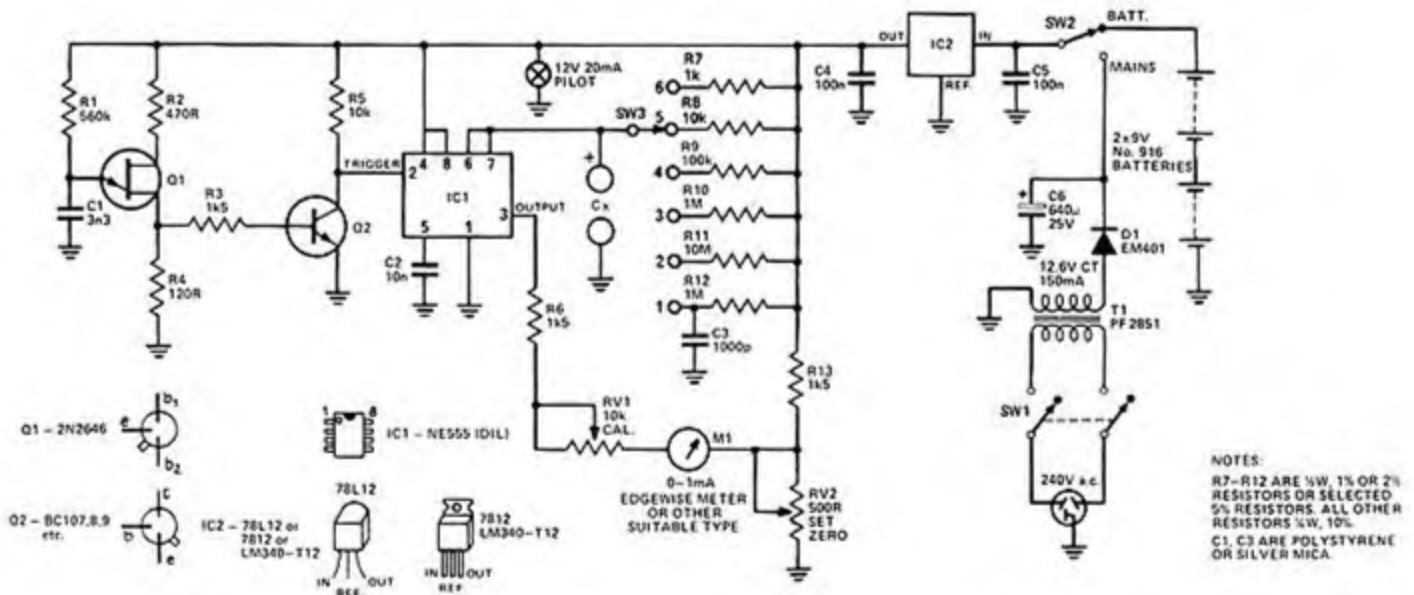 R1
560k
R2
470R
Q1
C1
3n3
R3
1k5
R4
120R
R5
10k
TRIGGER
Q2
2
4
8
6
7
IC1
3
OUTPUT
5
1
C2
10n
12V 20mA
PILOT
+
Cx
SW3
R6
1k5
R7
1k
6
R8
10k
5
R9
100k
4
R10
1M
3
R11
10M
2
R12
1M
1
C3
1000p
R13
1k5
RV1
10k
CAL.
M1
0-1mA
EDGEWISE METER
OR OTHER
SUITABLE TYPE
RV2
500R
SET
ZERO
C4
100n
OUT
IC2
IN
REF.
C5
100n
SW2
BATT.
MAINS
2x9V
No. 916
BATTERIES
+
C6
640µ
25V
D1
EM401
12.6V CT
150mA
T1
PF2851
SW1
240V a.c.
Q1 - 2N2646
b1
e
b2
1
8
IC1 - NE555 (DIL)
Q2 - BC107,8,9
etc.
c
b
e
IC2 - 78L12 or
7812 or
LM340-T12
78L12
IN
OUT
REF.
7812
LM340-T12
IN
OUT
REF
NOTES:
R7-R12 ARE ½W, 1% OR 2%
RESISTORS OR SELECTED
5% RESISTORS. ALL OTHER
RESISTORS ¼W, 10%.
C1, C3 ARE POLYSTYRENE
OR SILVER MICA